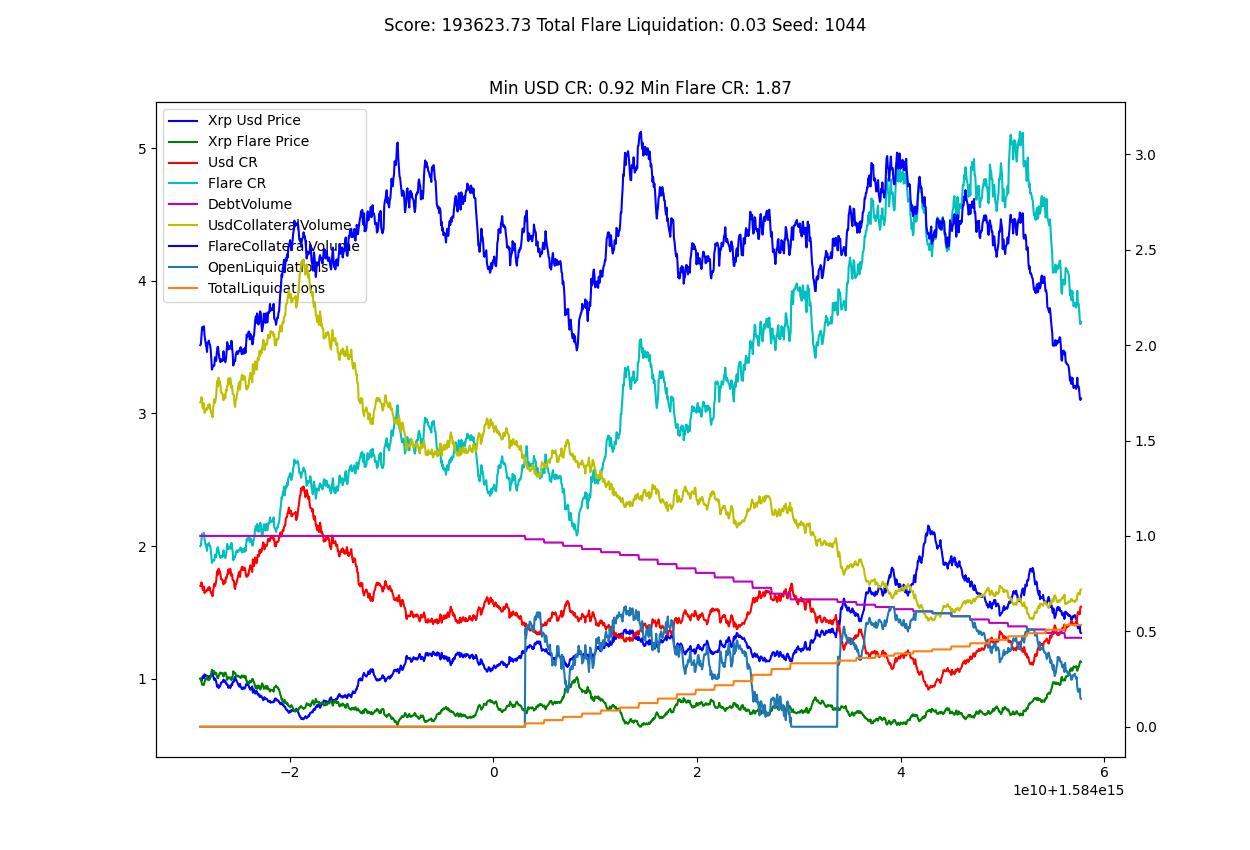 Score: 193623.73 Total Flare Liquidation: 0.03 Seed: 1044
Min USD CR: 0.92 Min Flare CR: 1.87
Xrp Usd Price
Xrp Flare Price
Usd CR
Flare CR
DebtVolume
UsdCollateralVolume
FlareCollateralVolume
OpenLiquidations
TotalLiquidations
5
4
3
2
1
3.0
2.5
2.0
1.5
1.0
0.5
0.0
−2
0
2
4
6
1e10+1.584e15